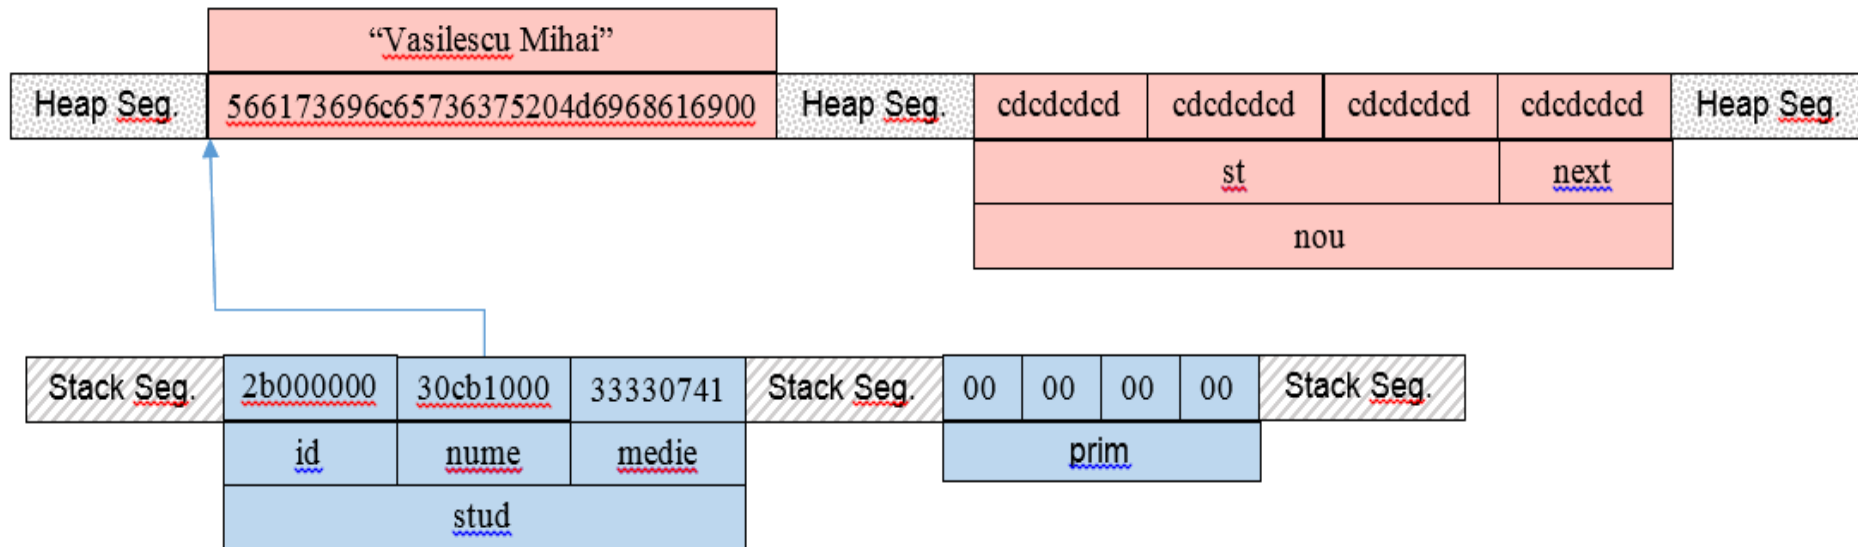 “Vasilescu Mihai”
Heap Seg. 566173696c65736375204d6968616900 Heap Seg. cdcdcdcd cdcdcdcd cdcdcdcd cdcdcdcd Heap Seg.
st next
nou
Stack Seg. 2b000000 30cb1000 33330741 Stack Seg. 00 00 00 00 Stack Seg.
id nume medie prim
stud